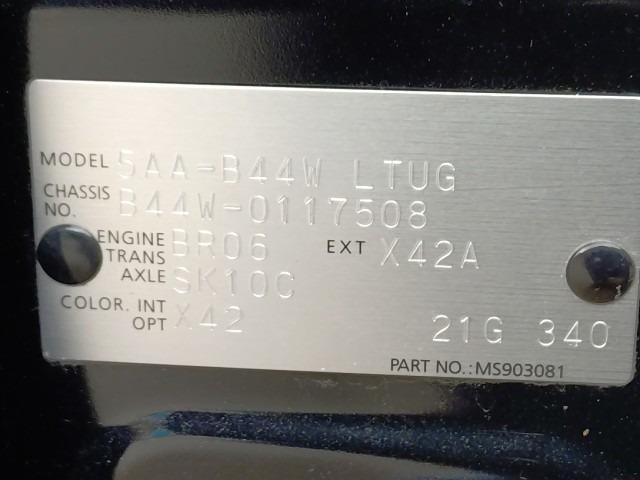 MODEL 5AA-B44W LTUG
CHASSIS NO. B44W-0117508
ENGINE BR06 EXT X42A
TRANS AXLE SK10C
COLOR. INT X42
OPT 21G 340
PART NO.:MS903081